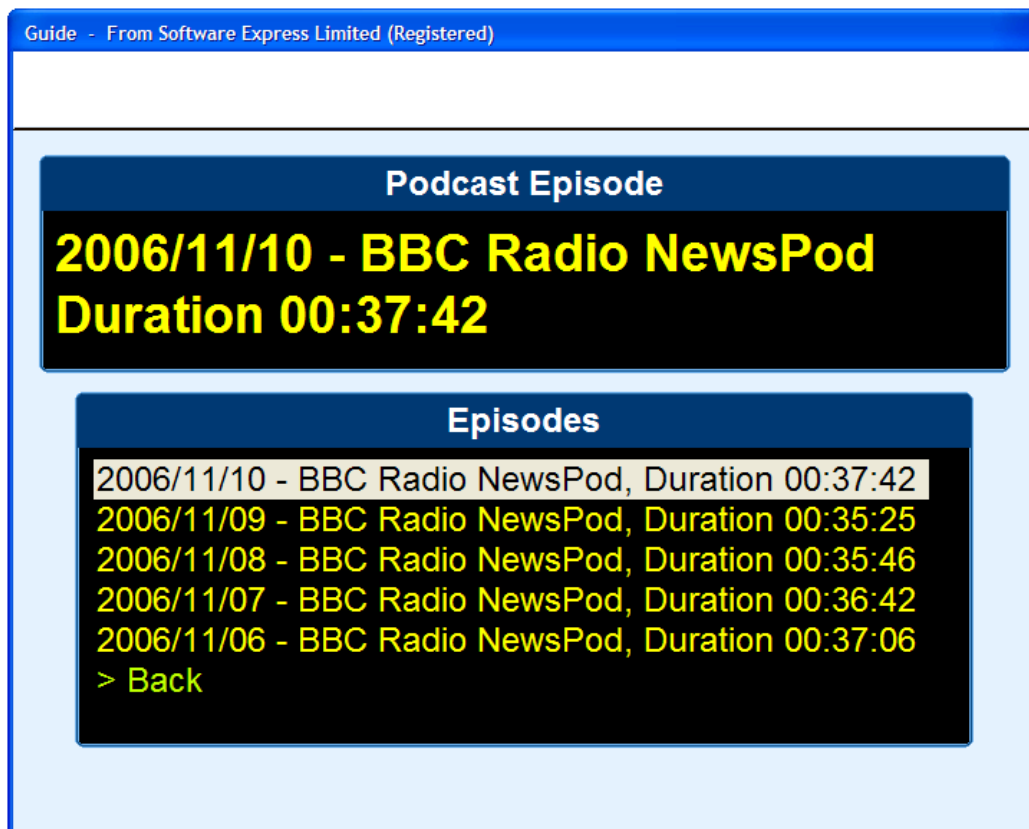 Guide - From Software Express Limited (Registered)
Podcast Episode
2006/11/10 - BBC Radio NewsPod
Duration 00:37:42
Episodes
2006/11/10 - BBC Radio NewsPod, Duration 00:37:42
2006/11/09 - BBC Radio NewsPod, Duration 00:35:25
2006/11/08 - BBC Radio NewsPod, Duration 00:35:46
2006/11/07 - BBC Radio NewsPod, Duration 00:36:42
2006/11/06 - BBC Radio NewsPod, Duration 00:37:06
> Back